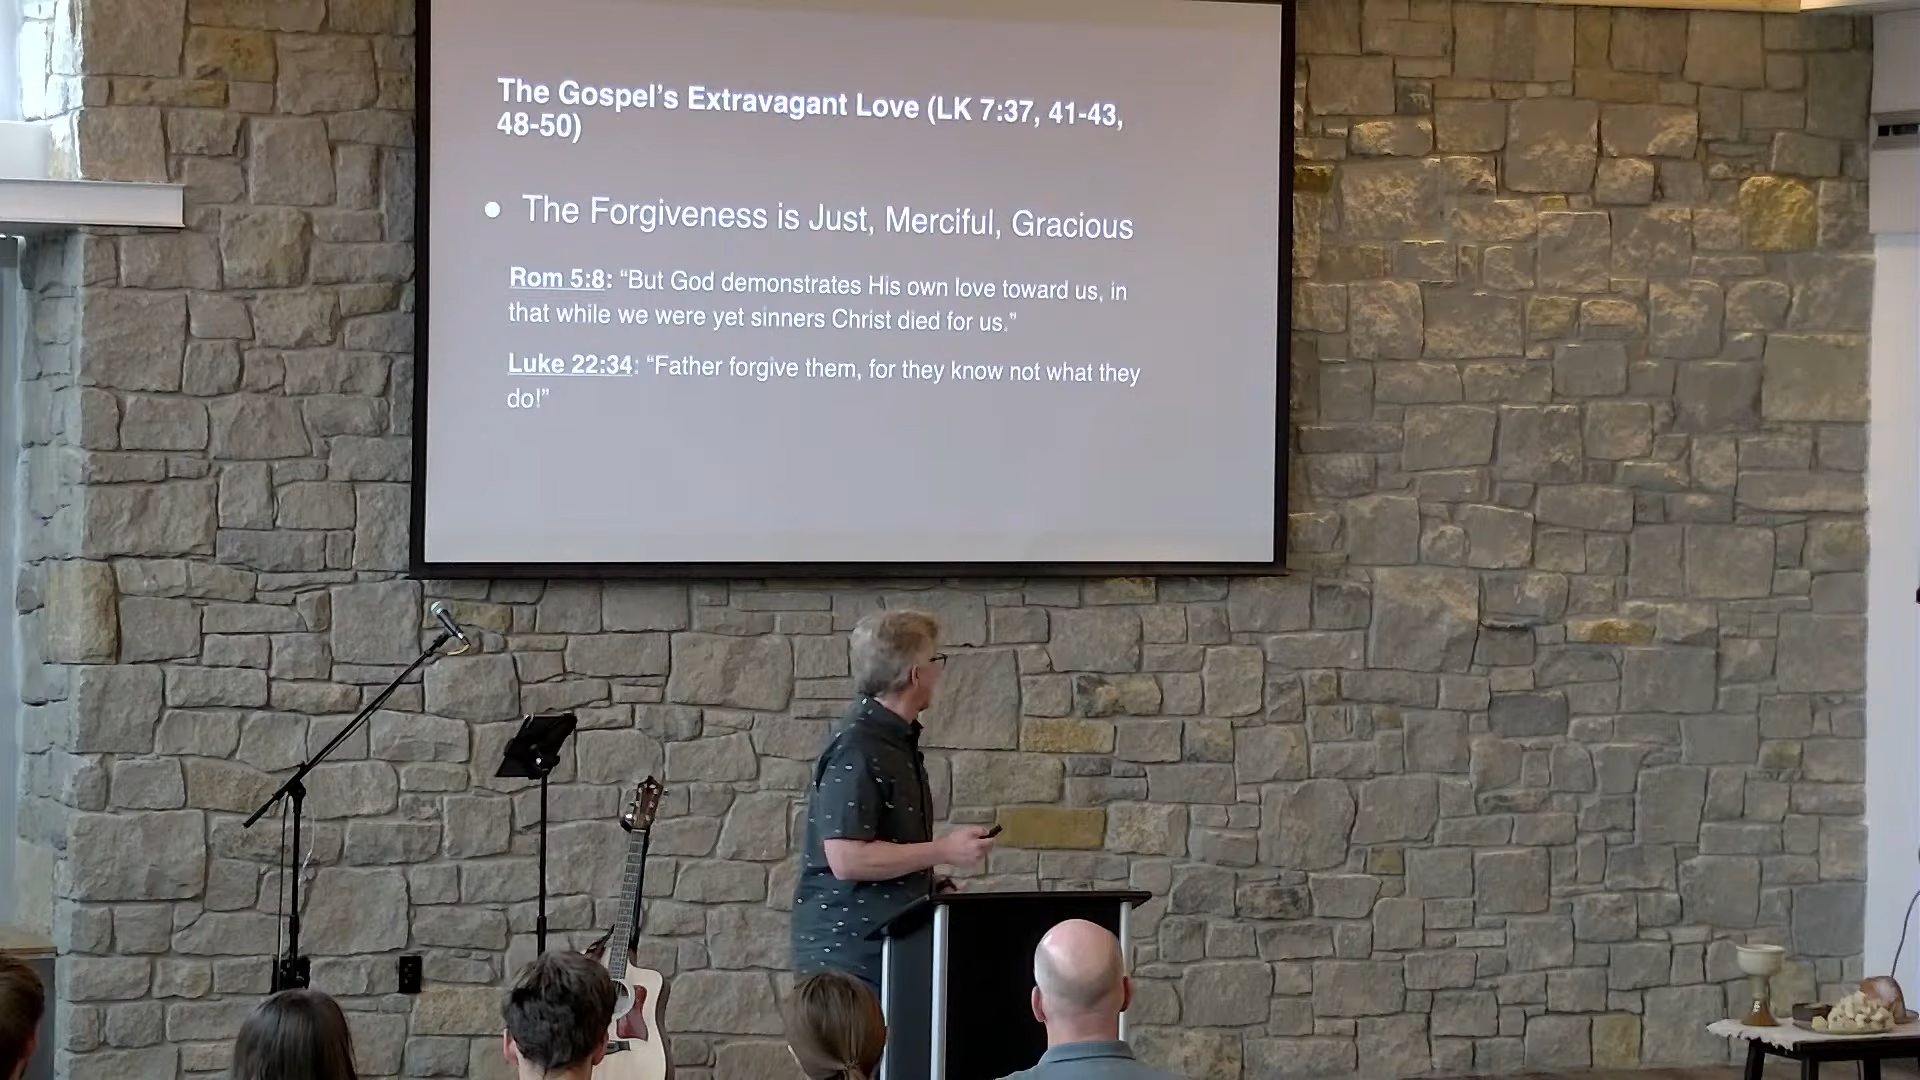 The Gospel’s Extravagant Love (LK 7:37, 41-43,
48-50)
● The Forgiveness is Just, Merciful, Gracious
Rom 5:8: “But God demonstrates His own love toward us, in
that while we were yet sinners Christ died for us.”
Luke 22:34: “Father forgive them, for they know not what they
do!”